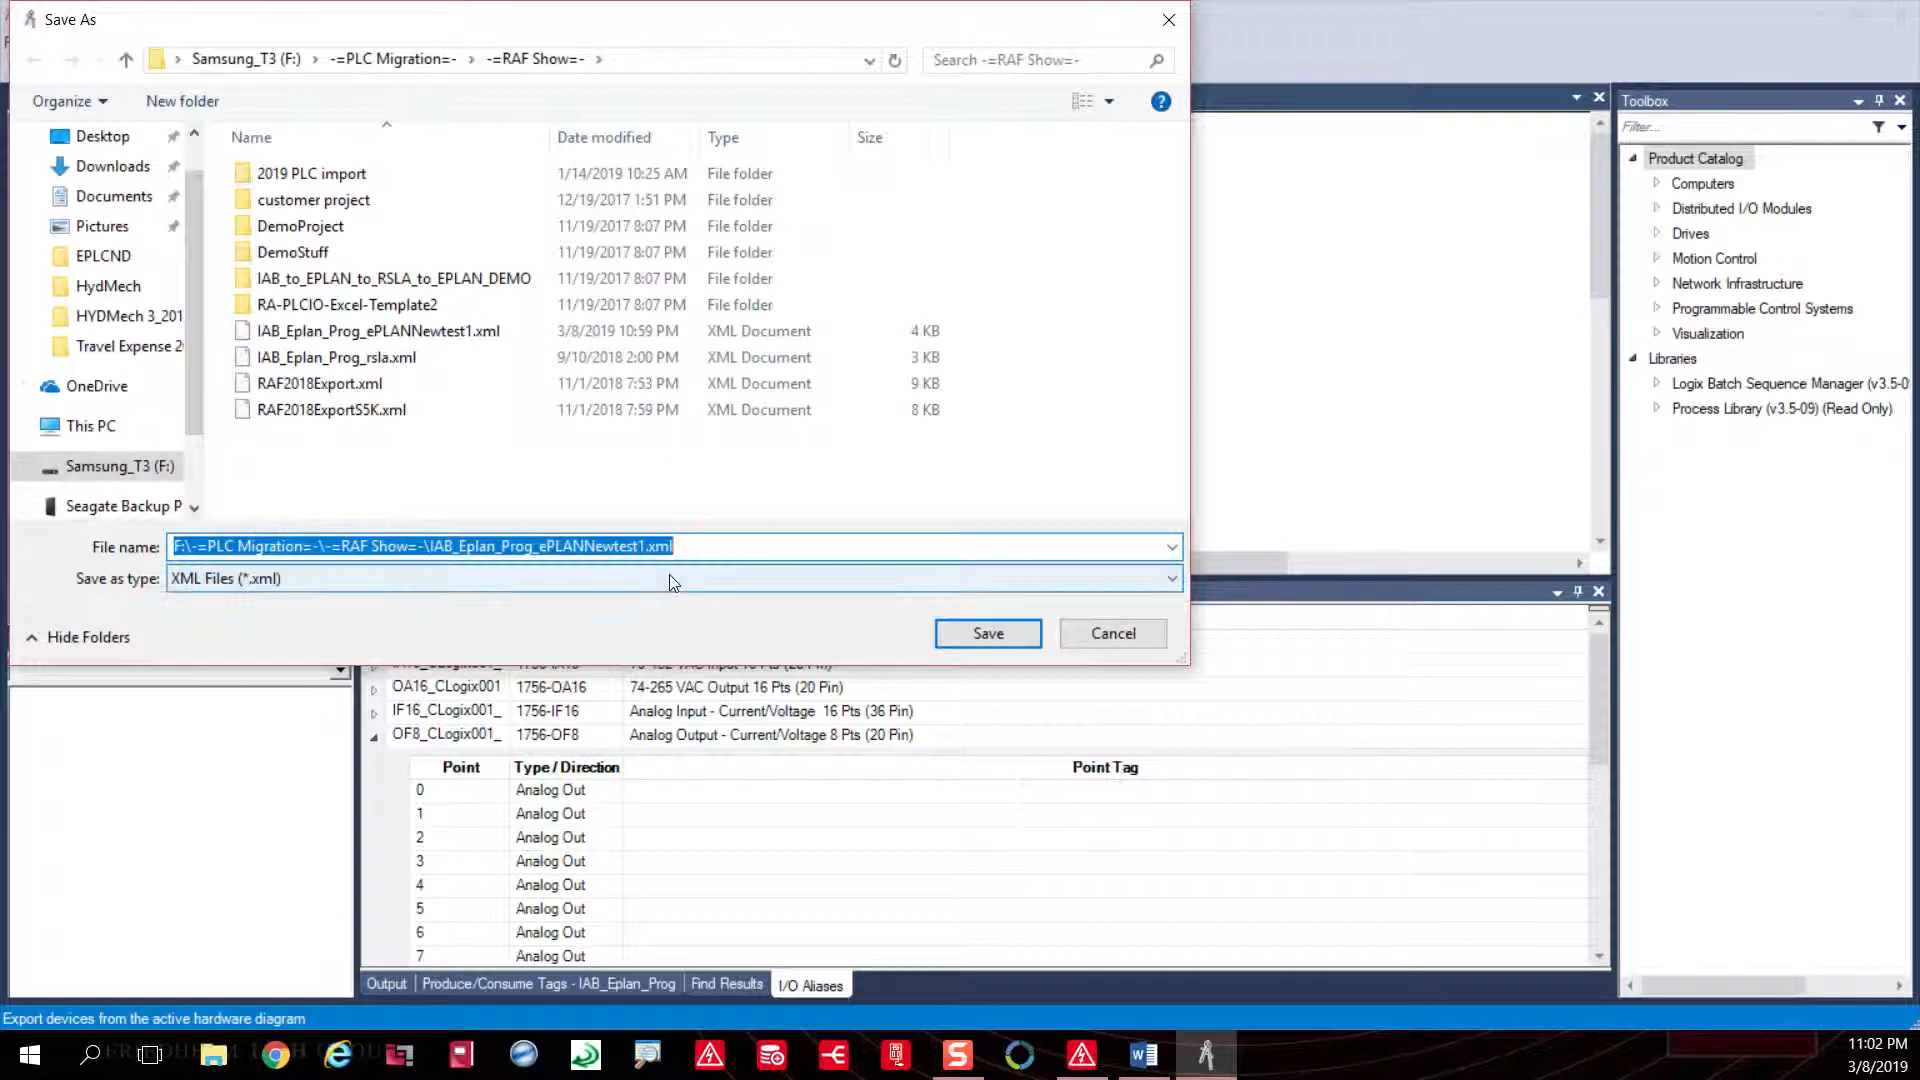 Save As
Samsung_T3 (F:) › -=PLC Migration=- › -=RAF Show=- ›
Search -=RAF Show=-
Organize
New folder
Name
Date modified
Type
Size
Desktop
Downloads
Documents
Pictures
EPLCND
HydMech
HYDMech 3_201
Travel Expense 2
OneDrive
This PC
Samsung_T3 (F:)
Seagate Backup P
2019 PLC import 1/14/2019 10:25 AM File folder
customer project 12/19/2017 1:51 PM File folder
DemoProject 11/19/2017 8:07 PM File folder
DemoStuff 11/19/2017 8:07 PM File folder
IAB_to_EPLAN_to_RSLA_to_EPLAN_DEMO 11/19/2017 8:07 PM File folder
RA-PLCIO-Excel-Template2 11/19/2017 8:07 PM File folder
IAB_Eplan_Prog_ePLANNewtest1.xml 3/8/2019 10:59 PM XML Document 4 KB
IAB_Eplan_Prog_rsla.xml 9/10/2018 2:00 PM XML Document 3 KB
RAF2018Export.xml 11/1/2018 7:53 PM XML Document 9 KB
RAF2018ExportS5K.xml 11/1/2018 7:59 PM XML Document 8 KB
File name: F:\-=PLC Migration=-\-=RAF Show=-\IAB_Eplan_Prog_ePLANNewtest1.xml
Save as type: XML Files (*.xml)
Hide Folders
Save
Cancel
Toolbox
Filter...
Product Catalog
Computers
Distributed I/O Modules
Drives
Motion Control
Network Infrastructure
Programmable Control Systems
Visualization
Libraries
Logix Batch Sequence Manager (v3.5-0
Process Library (v3.5-09) (Read Only)
OA16_CLogix001 1756-OA16 74-265 VAC Output 16 Pts (20 Pin)
IF16_CLogix001_ 1756-IF16 Analog Input - Current/Voltage 16 Pts (36 Pin)
OF8_CLogix001_ 1756-OF8 Analog Output - Current/Voltage 8 Pts (20 Pin)
Point Type / Direction Point Tag
0 Analog Out
1 Analog Out
2 Analog Out
3 Analog Out
4 Analog Out
5 Analog Out
6 Analog Out
7 Analog Out
Output
Produce/Consume Tags - IAB_Eplan_Prog
Find Results
I/O Aliases
Export devices from the active hardware diagram
11:02 PM
3/8/2019